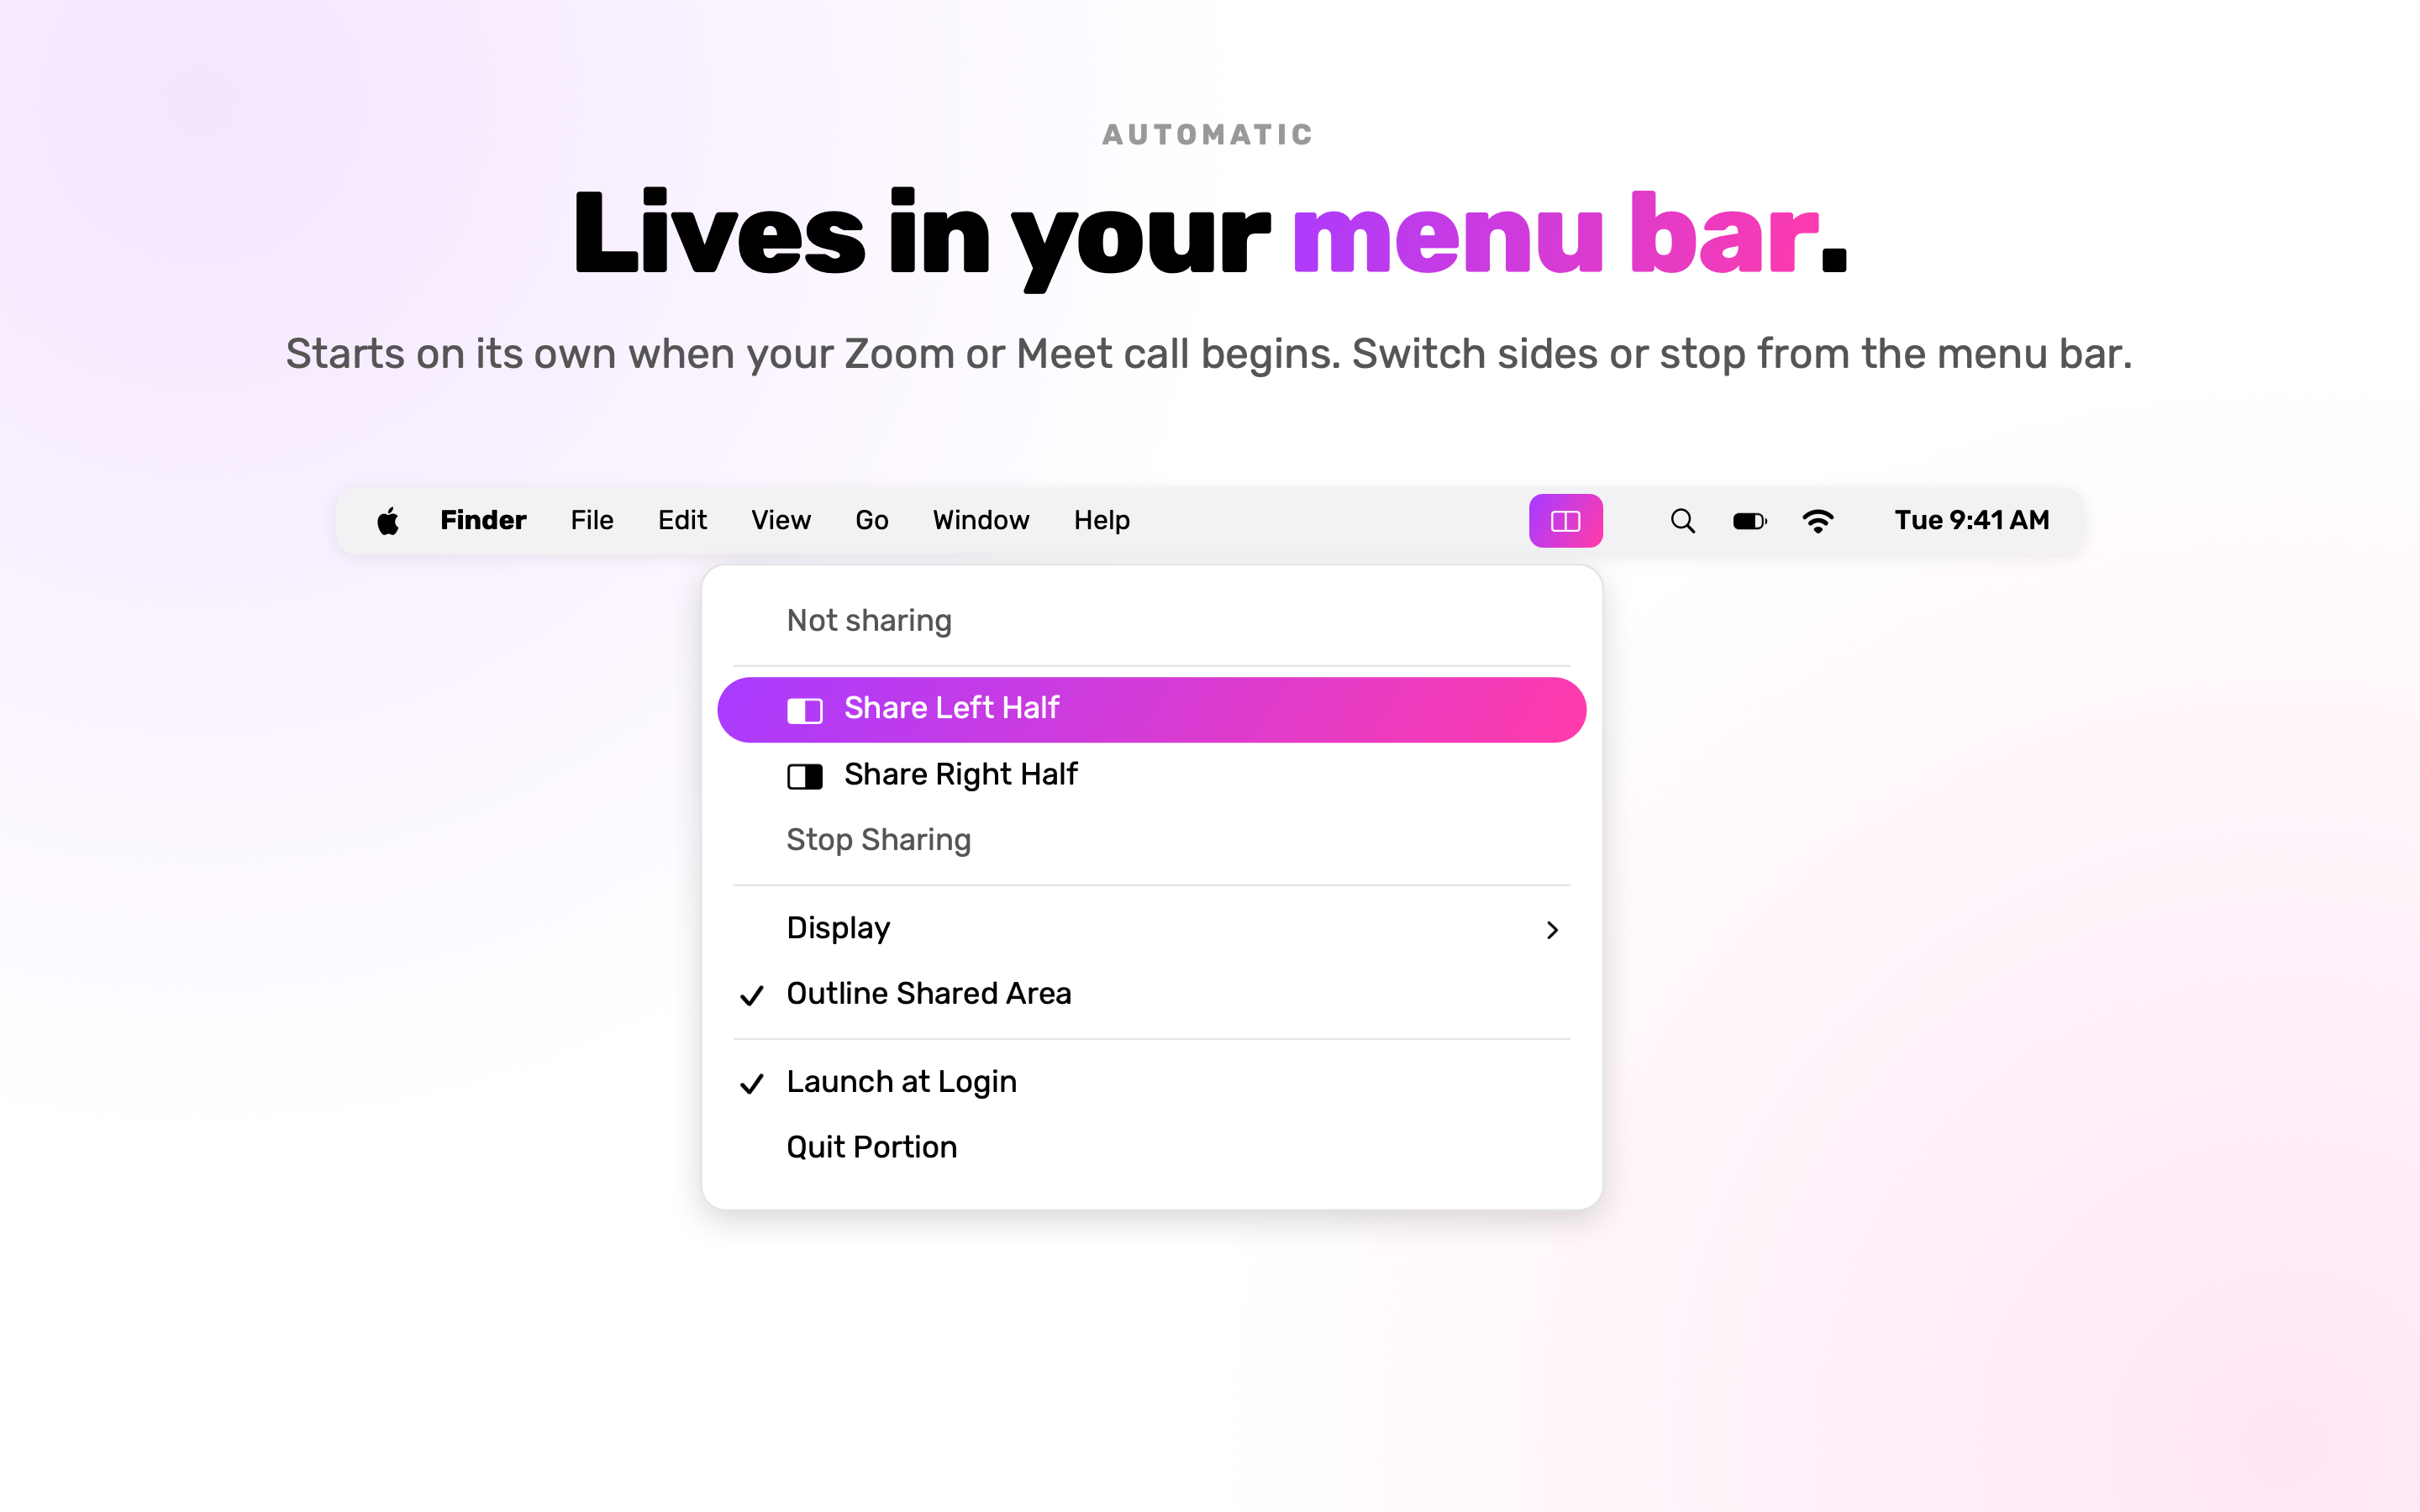 AUTOMATIC
Lives in your menu bar.
Starts on its own when your Zoom or Meet call begins. Switch sides or stop from the menu bar.
Finder File Edit View Go Window Help Tue 9:41 AM
Not sharing
Share Left Half
Share Right Half
Stop Sharing
Display
Outline Shared Area
Launch at Login
Quit Portion